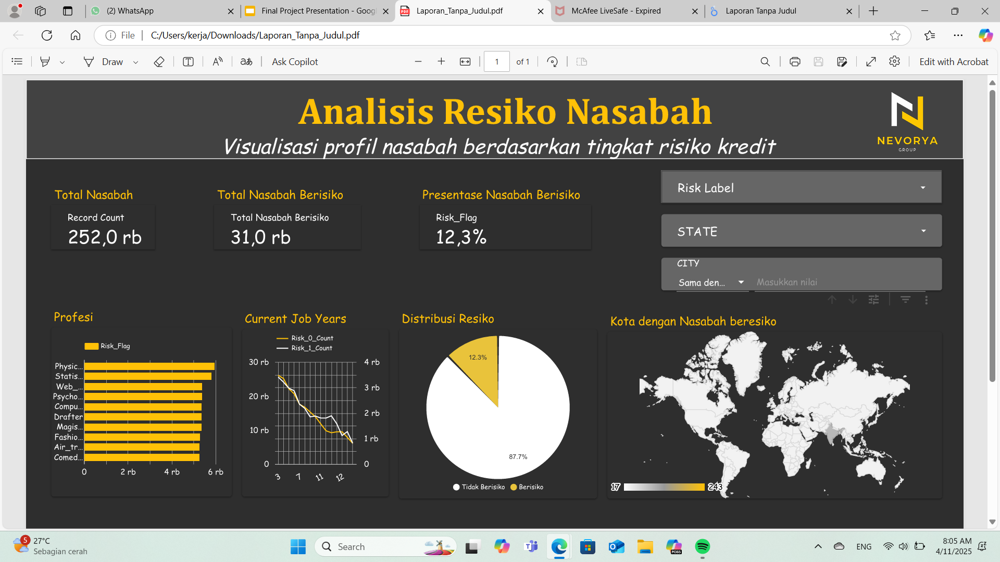 (2) WhatsApp
Final Project Presentation - Goog
Laporan_Tanpa_Judul.pdf
McAfee LiveSafe - Expired
Laporan Tanpa Judul
File
C:/Users/kerja/Downloads/Laporan_Tanpa_Judul.pdf
Draw
Ask Copilot
1
of 1
Edit with Acrobat
PDF
Analisis Resiko Nasabah
Visualisasi profil nasabah berdasarkan tingkat risiko kredit
NEVORYA
GROUP
Total Nasabah
Record Count
252,0 rb
Total Nasabah Berisiko
Total Nasabah Berisiko
31,0 rb
Presentase Nasabah Berisiko
Risk_Flag
12,3%
Risk Label
STATE
CITY
Sama den...
Masukkan nilai
Profesi
Risk_Flag
Physic...
Statis...
Web_...
Psycho...
Compu...
Drafter
Magis...
Fashio...
Air_tr...
Comed...
0
2 rb
4 rb
6 rb
Current Job Years
Risk_0_Count
Risk_1_Count
30 rb
20 rb
10 rb
0
4 rb
3 rb
2 rb
1 rb
0
3
7
11
12
Distribusi Resiko
12.3%
87.7%
Tidak Berisiko
Berisiko
Kota dengan Nasabah beresiko
17
243
5
27°C
Sebagian cerah
Search
M365
ENG
8:05 AM
4/11/2025